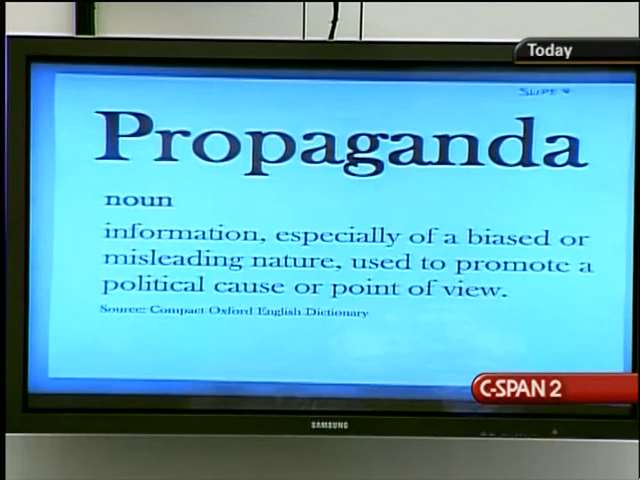 Today
Propaganda
noun
information, especially of a biased or
misleading nature, used to promote a
political cause or point of view.
Source: Compact Oxford English Dictionary
C-SPAN 2
SAMSUNG